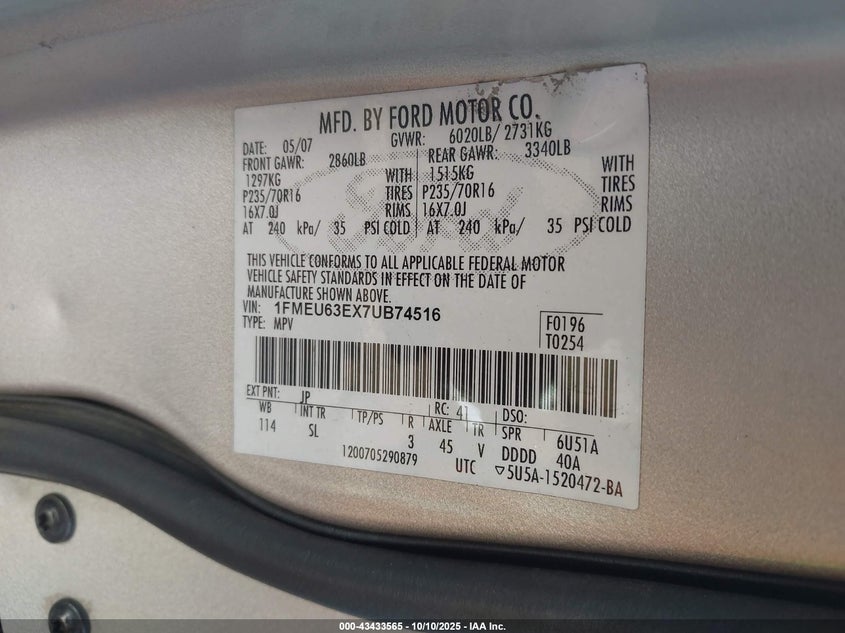 MFD. BY FORD MOTOR CO.
DATE: 05/07 GVWR: 6020LB/ 2731KG
FRONT GAWR: 2860LB REAR GAWR: 3340LB
1297KG WITH 1515KG WITH
P235/70R16 TIRES P235/70R16 TIRES
16X7.0J RIMS 16X7.0J RIMS
AT 240 kPa/ 35 PSI COLD AT 240 kPa/ 35 PSI COLD
THIS VEHICLE CONFORMS TO ALL APPLICABLE FEDERAL MOTOR
VEHICLE SAFETY STANDARDS IN EFFECT ON THE DATE OF
MANUFACTURE SHOWN ABOVE.
VIN: 1FMEU63EX7UB74516
TYPE: MPV
F0196
T0254
EXT PNT: JP RC: 41 DSO:
WB INT TR TP/PS R AXLE TR SPR 6U51A
114 SL 3 45 V DDDD 40A
1200705290879 UTC ▽5U5A-1520472-BA
Ford
000-43433565 - 10/10/2025 - IAA Inc.